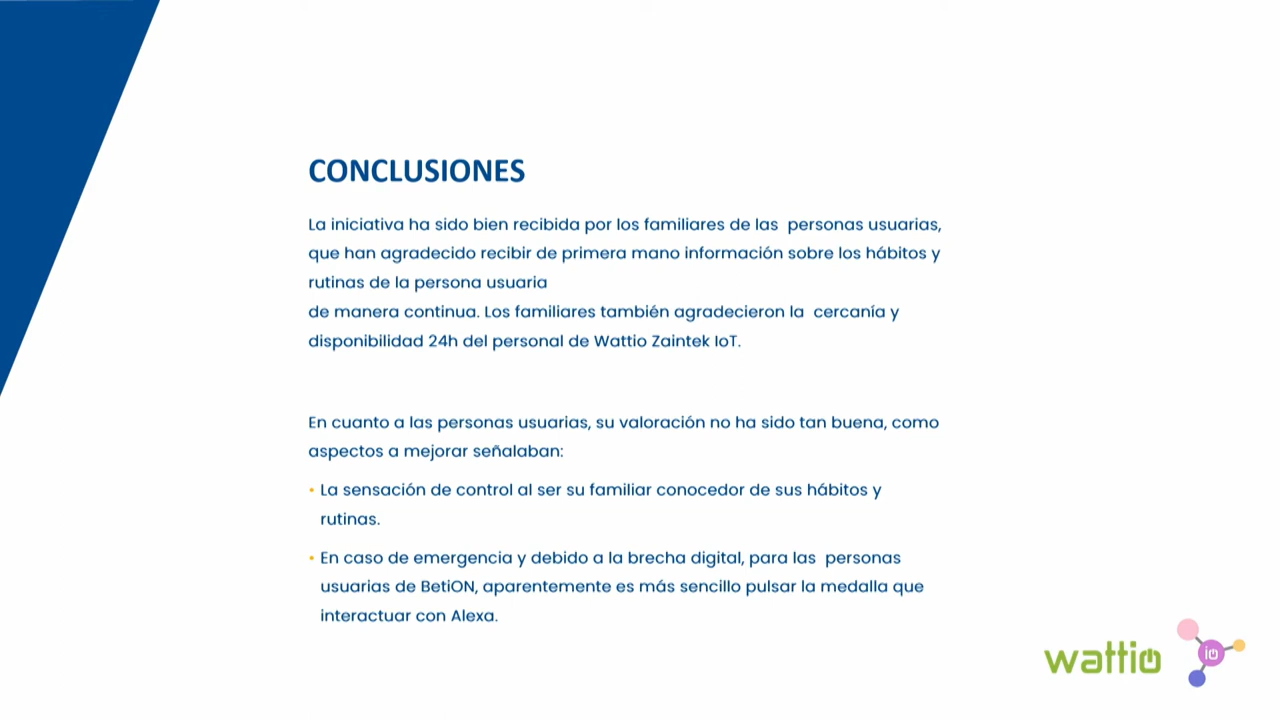 CONCLUSIONES
La iniciativa ha sido bien recibida por los familiares de las personas usuarias,
que han agradecido recibir de primera mano información sobre los hábitos y
rutinas de la persona usuaria
de manera continua. Los familiares también agradecieron la cercanía y
disponibilidad 24h del personal de Wattio Zaintek IoT.
En cuanto a las personas usuarias, su valoración no ha sido tan buena, como
aspectos a mejorar señalaban:
• La sensación de control al ser su familiar conocedor de sus hábitos y
rutinas.
• En caso de emergencia y debido a la brecha digital, para las personas
usuarias de BetiON, aparentemente es más sencillo pulsar la medalla que
interactuar con Alexa.
wattio
io